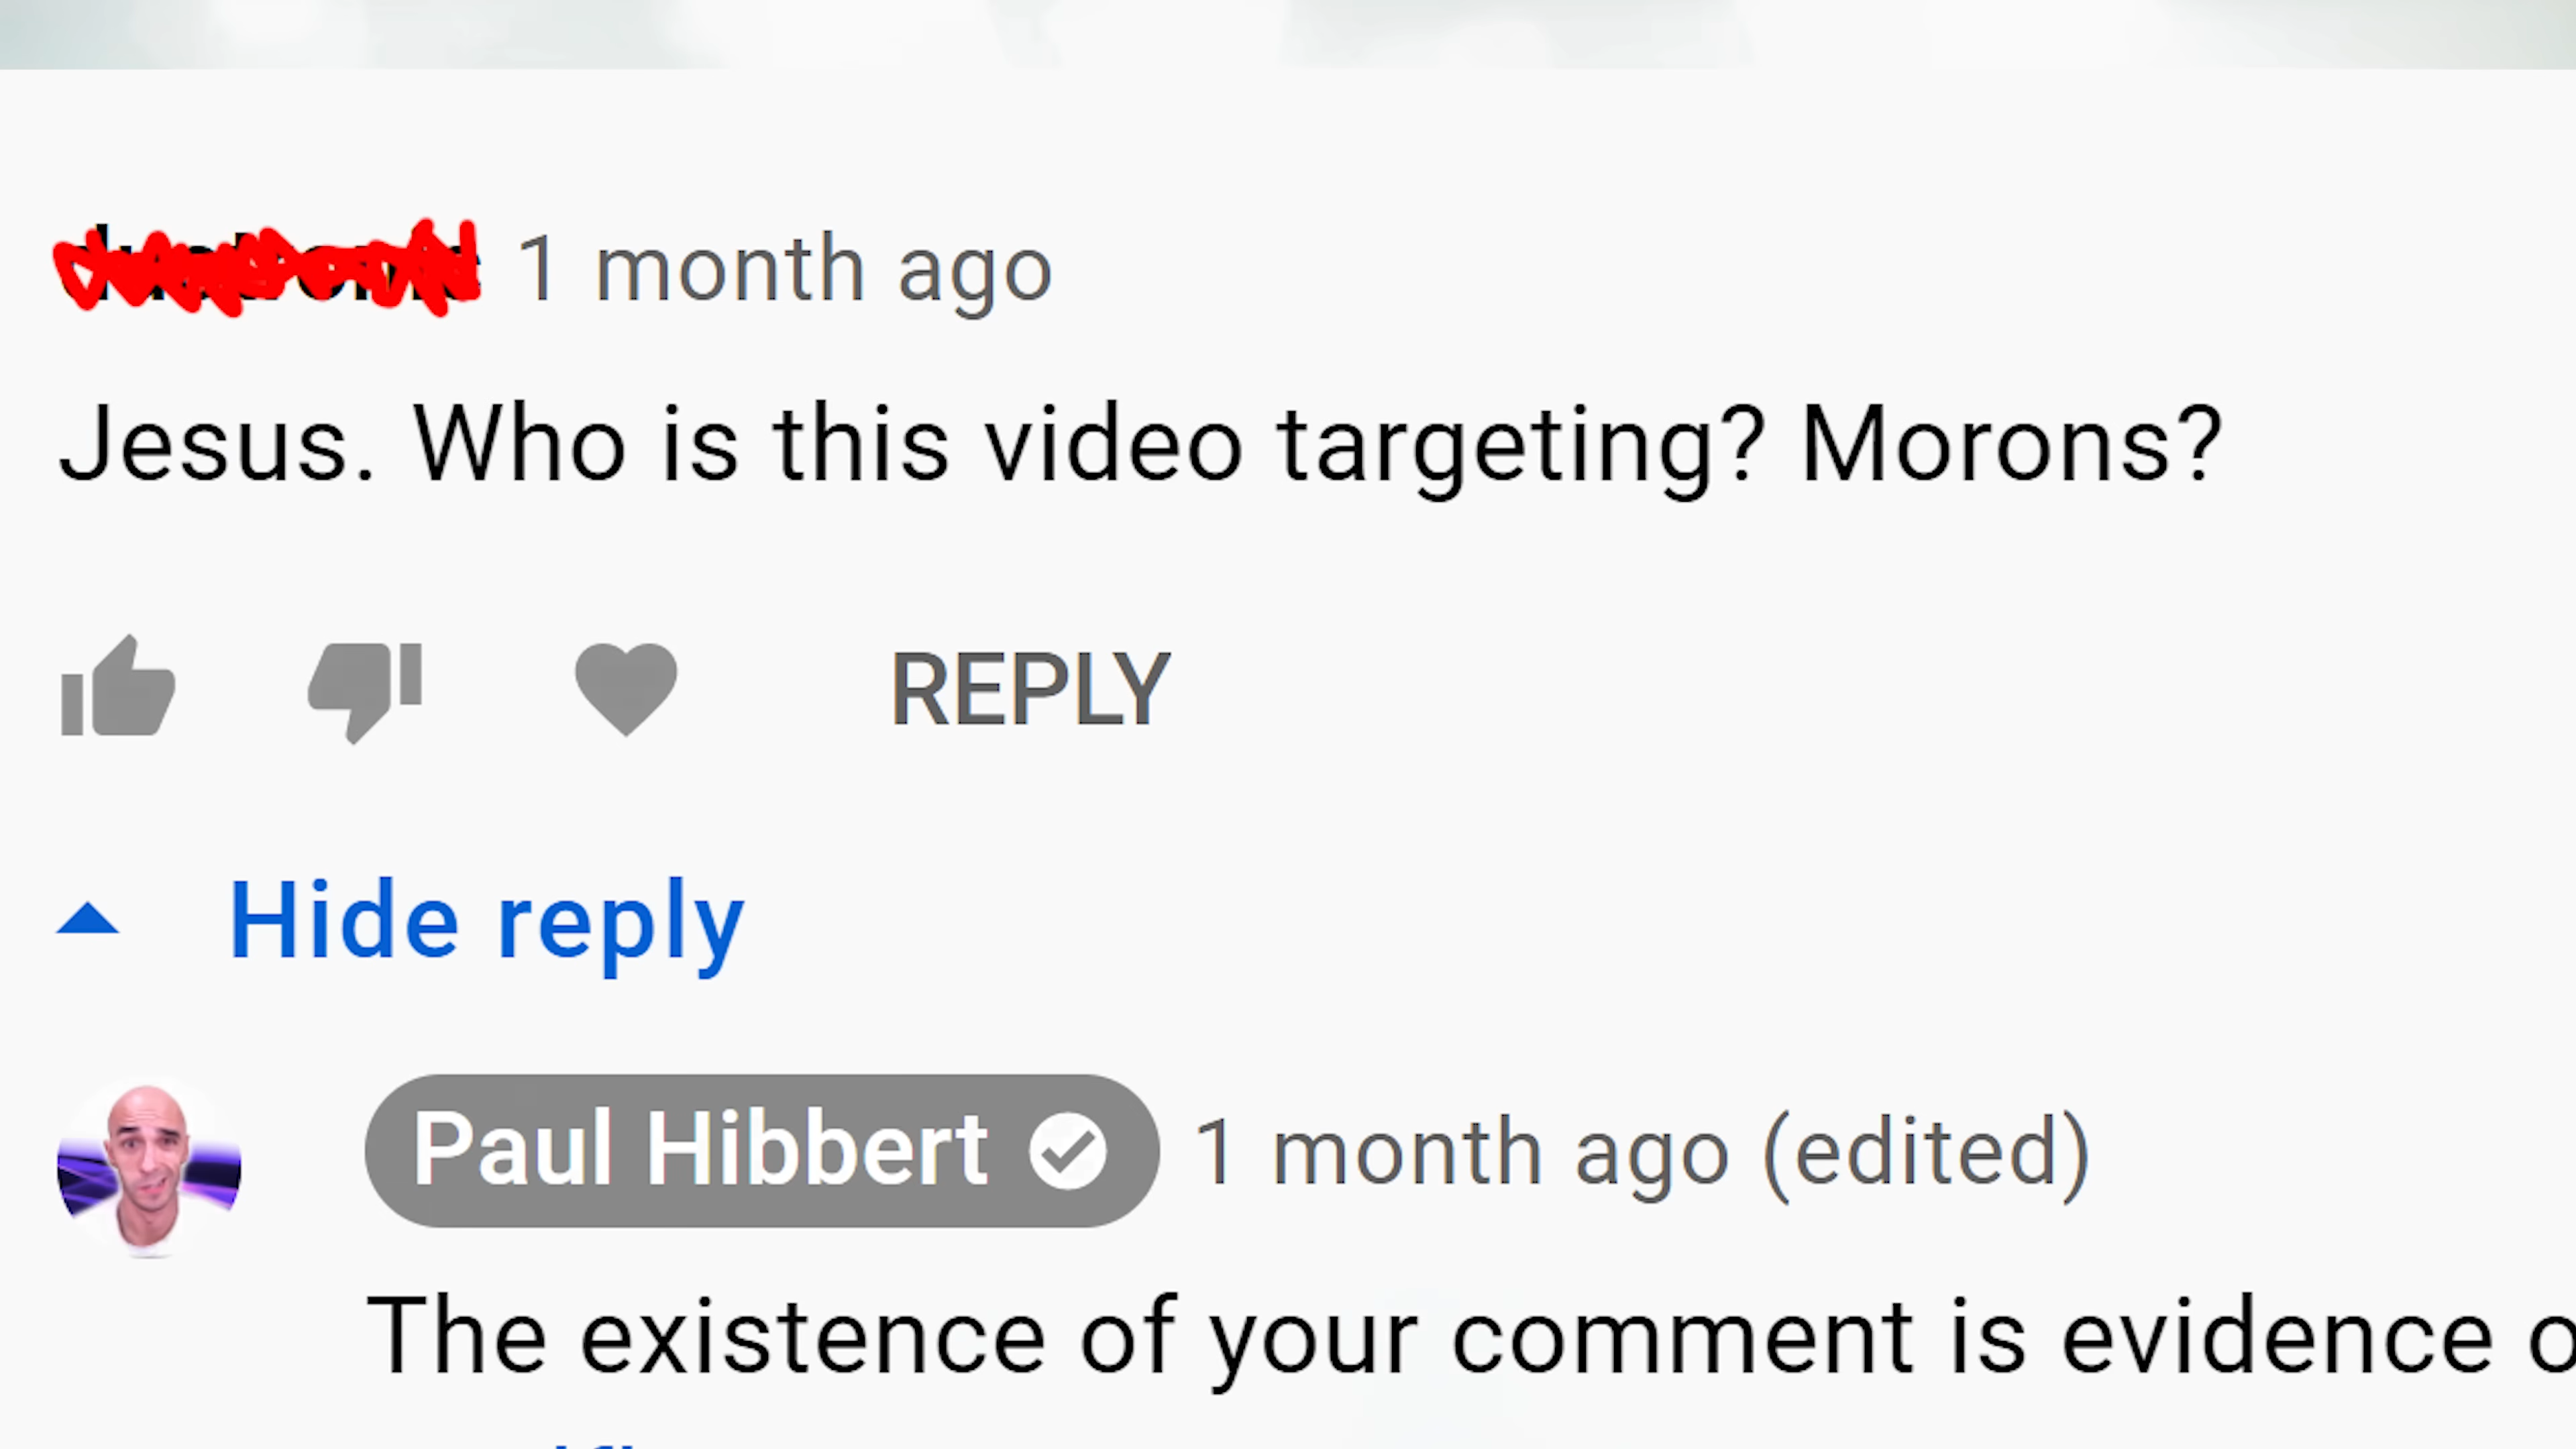 1 month ago
Jesus. Who is this video targeting? Morons?
REPLY
Hide reply
Paul Hibbert 1 month ago (edited)
The existence of your comment is evidence